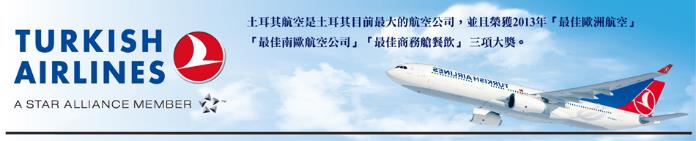 TURKISH
AIRLINES
A STAR ALLIANCE MEMBER
土耳其航空是土耳其目前最大的航空公司，並且榮獲2013年「最佳歐洲航空」
「最佳南歐航空公司」「最佳商務艙餐飲」三項大獎。
TURKISH AIRLINES